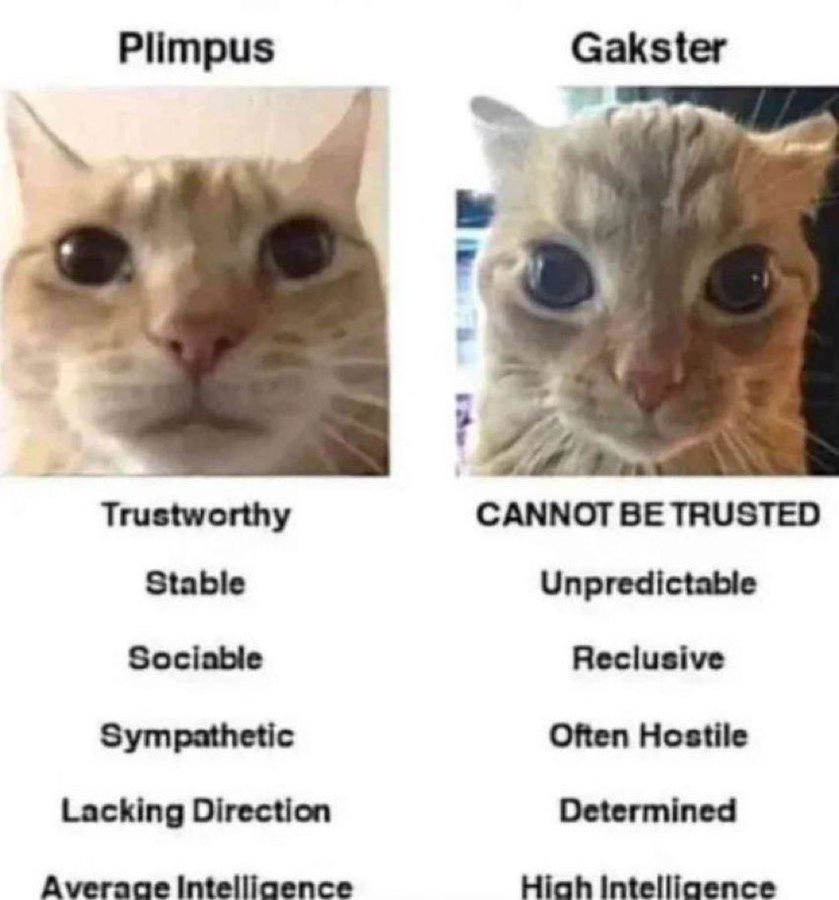 Plimpus Gakster
Trustworthy CANNOT BE TRUSTED
Stable Unpredictable
Sociable Reclusive
Sympathetic Often Hostile
Lacking Direction Determined
Average Intelligence High Intelligence